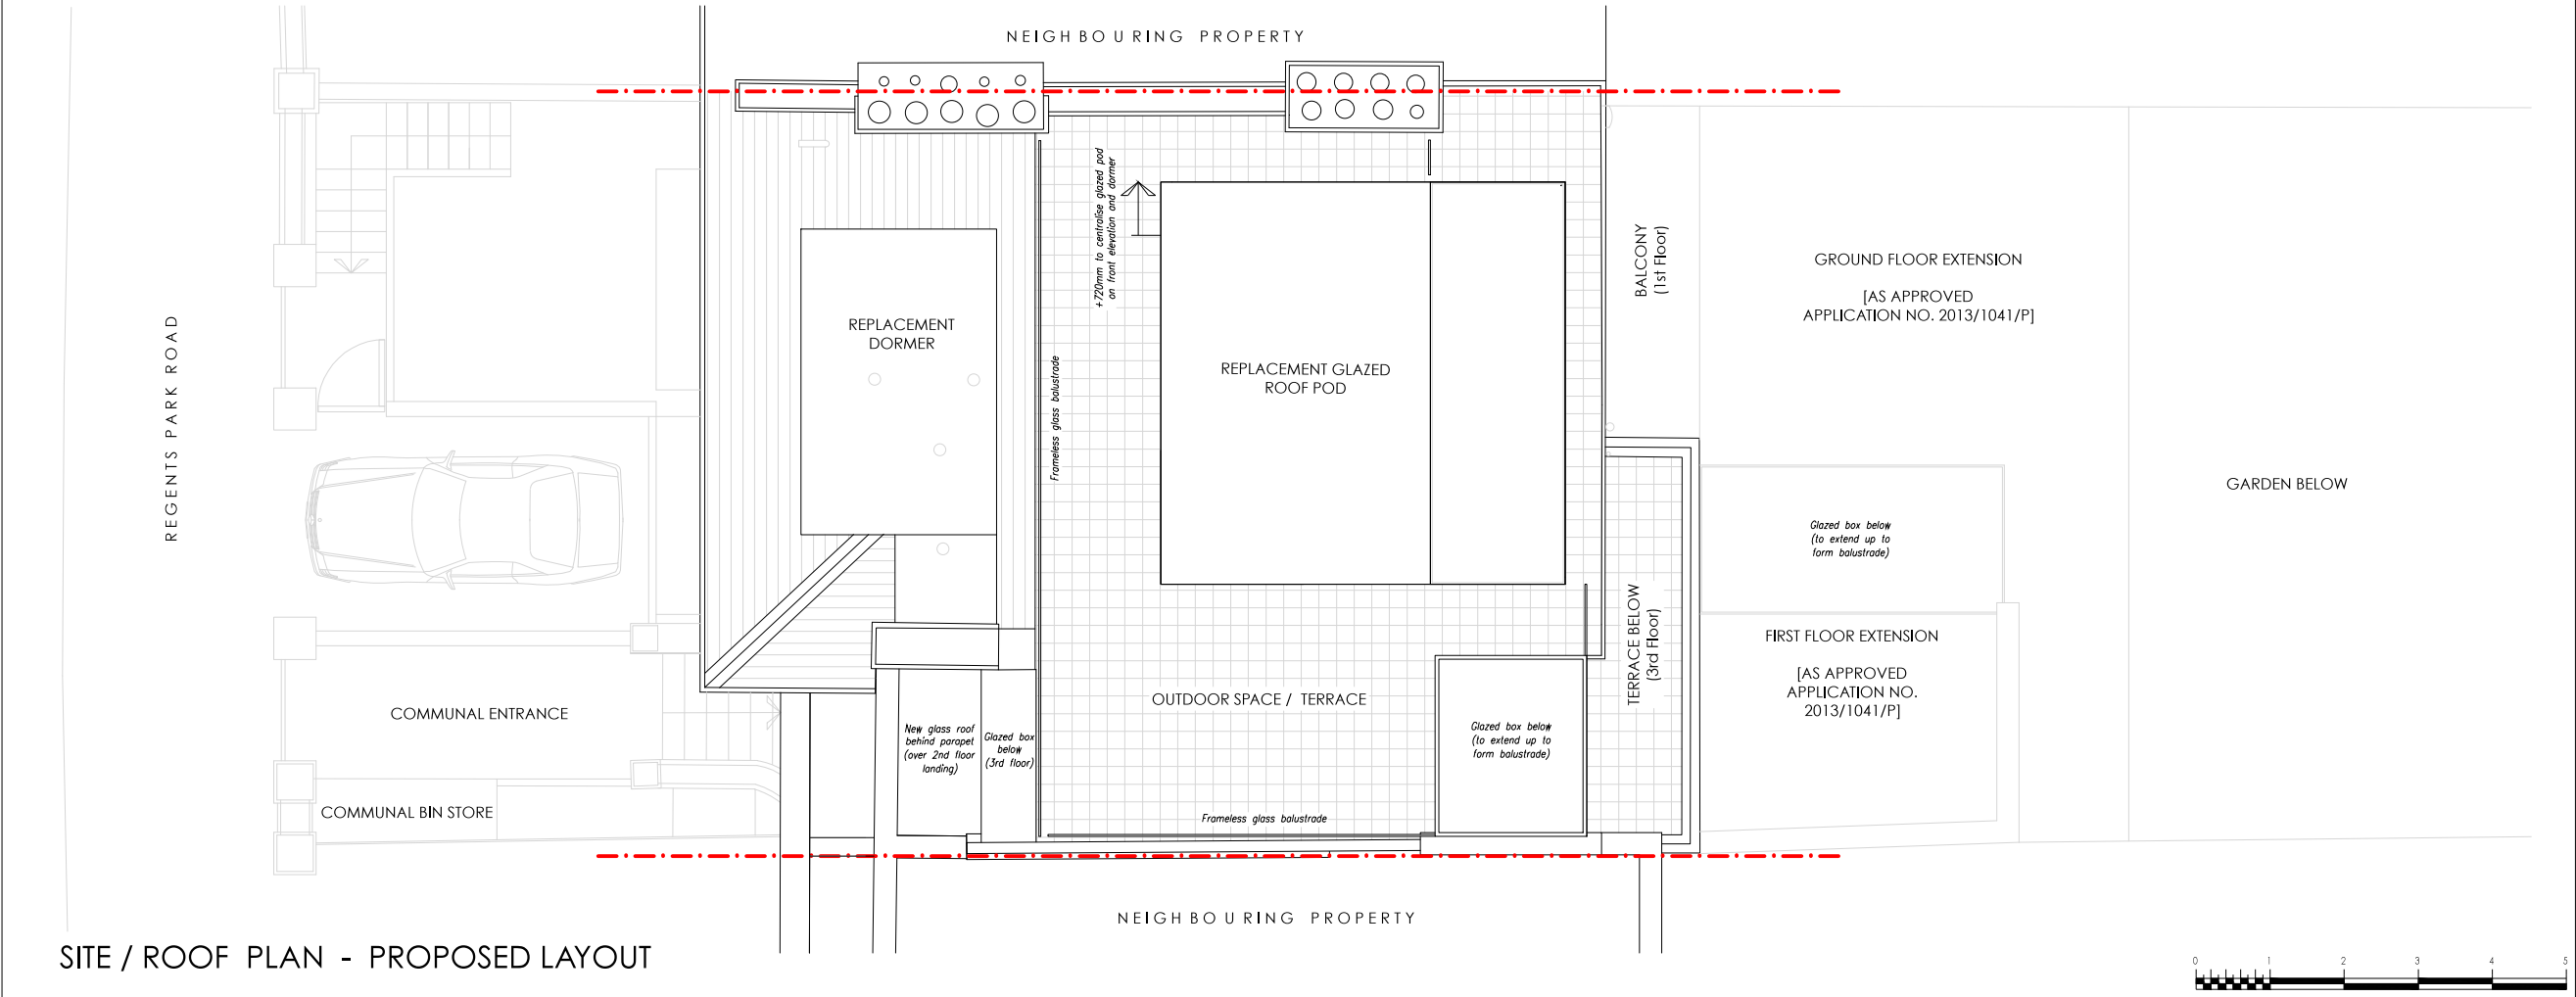 NEIGHBOURING PROPERTY
+720mm to centralise glazed pod
on front elevation and dormer
BALCONY
(1st Floor)
GROUND FLOOR EXTENSION
[AS APPROVED
APPLICATION NO. 2013/1041/P]
REGENTS PARK ROAD
REPLACEMENT
DORMER
Frameless glass balustrade
REPLACEMENT GLAZED
ROOF POD
GARDEN BELOW
Glazed box below
(to extend up to
form balustrade)
TERRACE BELOW
(3rd Floor)
FIRST FLOOR EXTENSION
[AS APPROVED
APPLICATION NO.
2013/1041/P]
COMMUNAL ENTRANCE
New glass roof
behind parapet
(over 2nd floor
landing)
Glazed box
below
(3rd floor)
OUTDOOR SPACE / TERRACE
Glazed box below
(to extend up to
form balustrade)
COMMUNAL BIN STORE
Frameless glass balustrade
NEIGHBOURING PROPERTY
SITE / ROOF PLAN - PROPOSED LAYOUT
0 1 2 3 4 5